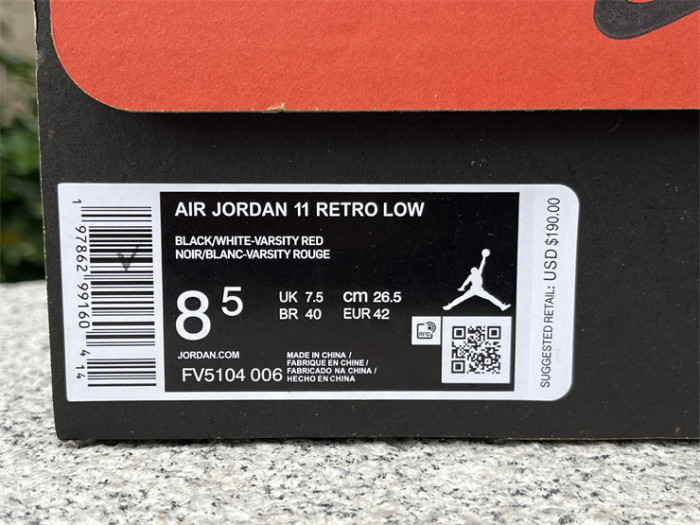 AIR JORDAN 11 RETRO LOW
BLACK/WHITE-VARSITY RED
NOIR/BLANC-VARSITY ROUGE
8 5
UK 7.5 cm 26.5
BR 40 EUR 42
JORDAN.COM
FV5104 006
MADE IN CHINA /
FABRIQUE EN CHINE /
FABRICADO NA CHINA /
HECHO EN CHINA
RFID
SUGGESTED RETAIL: USD $190.00
1 97862 99160 4 14